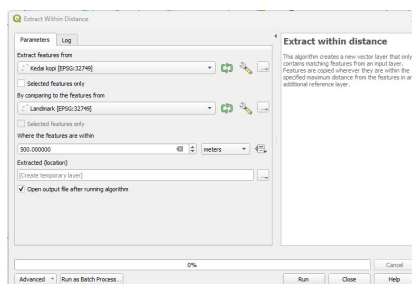 Extract Within Distance
Parameters
Log
Extract features from
Kedai kopi [EPSG:32749]
Selected features only
By comparing to the features from
Landmark [EPSG:32749]
Selected features only
Where the features are within
500.000000
meters
Extracted (location)
[Create temporary layer]
Open output file after running algorithm
Extract within distance
This algorithm creates a new vector layer that only
contains matching features from an input layer.
Features are copied wherever they are within the
specified maximum distance from the features in an
additional reference layer.
0%
Cancel
Advanced
Run as Batch Process...
Run
Close
Help